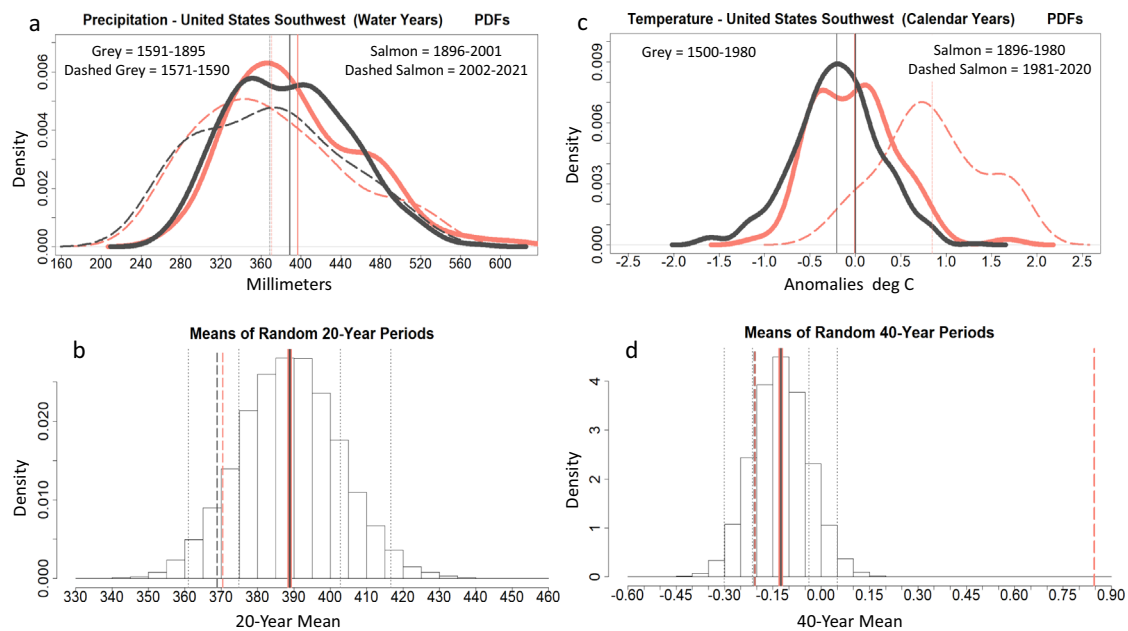 a
Precipitation - United States Southwest (Water Years) PDFs
Grey = 1591-1895
Dashed Grey = 1571-1590
Salmon = 1896-2001
Dashed Salmon = 2002-2021
Density
0.000 0.002 0.004 0.006
160 200 280 360 400 440 520 600
Millimeters
c
Temperature - United States Southwest (Calendar Years) PDFs
Grey = 1500-1980
Salmon = 1896-1980
Dashed Salmon = 1981-2020
Density
0.000 0.003 0.006 0.009
-2.5 -2.0 -1.5 -1.0 -0.5 0.0 0.5 1.0 1.5 2.0 2.5
Anomalies deg C
b
Means of Random 20-Year Periods
Density
0.000 0.010 0.020
330 340 350 360 370 380 390 400 410 420 430 440 450 460
20-Year Mean
d
Means of Random 40-Year Periods
Density
0 1 2 3 4
-0.60 -0.45 -0.30 -0.15 0.00 0.15 0.30 0.45 0.60 0.75 0.90
40-Year Mean